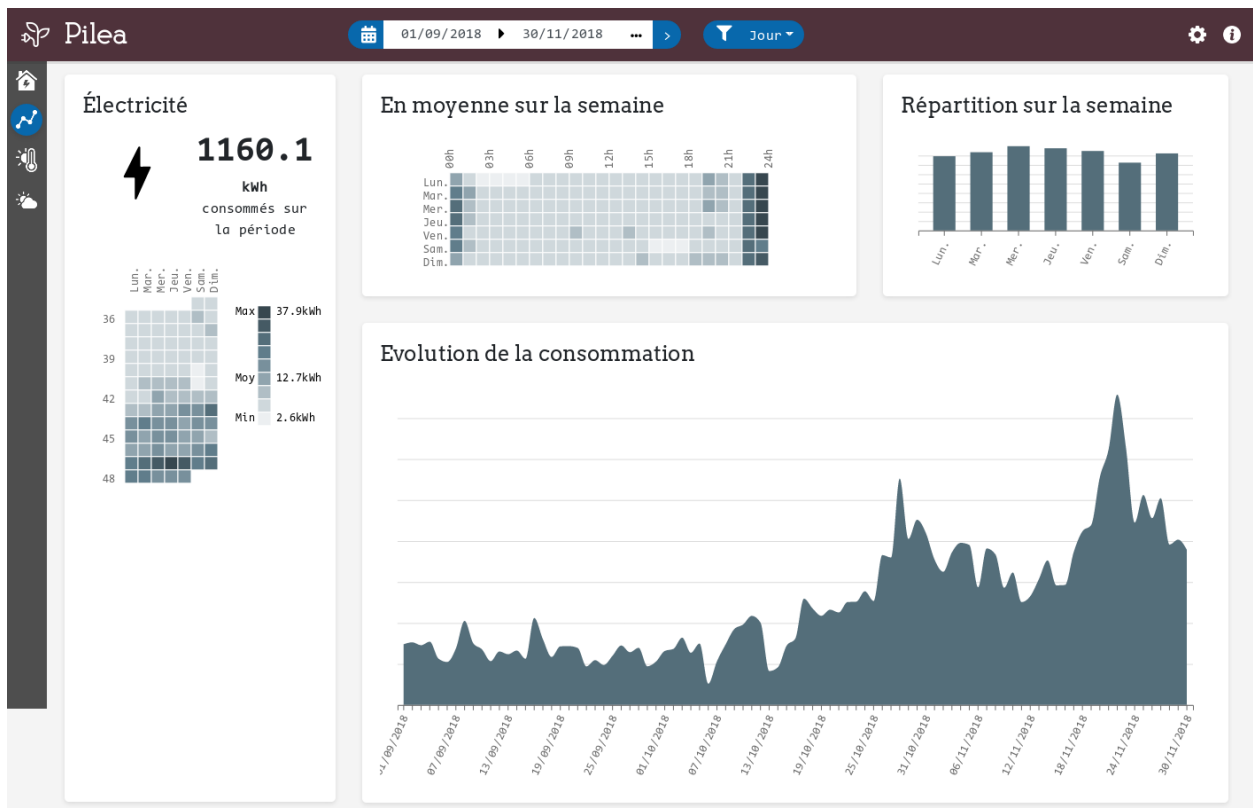 Pilea
01/09/2018 30/11/2018 ... >
Jour
Électricité
1160.1
kWh
consommés sur
la période
Lun. Mar. Mer. Jeu. Ven. Sam. Dim.
36
39
42
45
48
Max 37.9kWh
Moy 12.7kWh
Min 2.6kWh
En moyenne sur la semaine
00h 03h 06h 09h 12h 15h 18h 21h 24h
Lun.
Mar.
Mer.
Jeu.
Ven.
Sam.
Dim.
Répartition sur la semaine
Lun. Mar. Mer. Jeu. Ven. Sam. Dim.
Evolution de la consommation
01/09/2018 07/09/2018 13/09/2018 19/09/2018 25/09/2018 01/10/2018 07/10/2018 13/10/2018 19/10/2018 25/10/2018 31/10/2018 06/11/2018 12/11/2018 18/11/2018 24/11/2018 30/11/2018